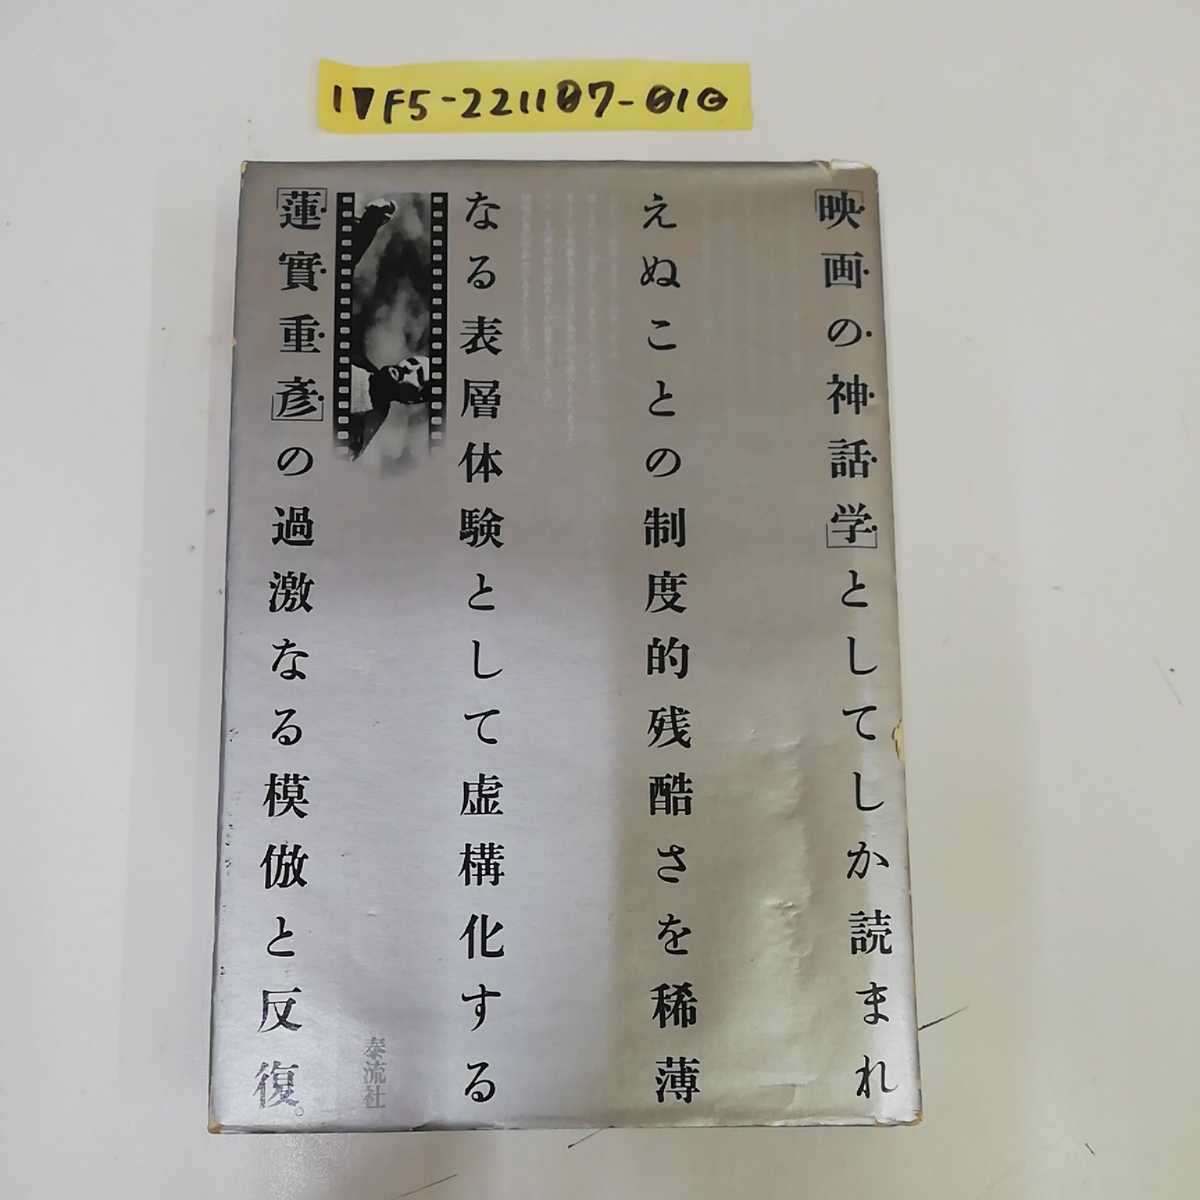 1▼F5-221107-01©
「映画の神話学」としてしか読まれ
えぬことの制度的残酷さを稀薄
なる表層体験として虚構化する
「蓮實重彥」の過激なる模倣と反復。
泰流社